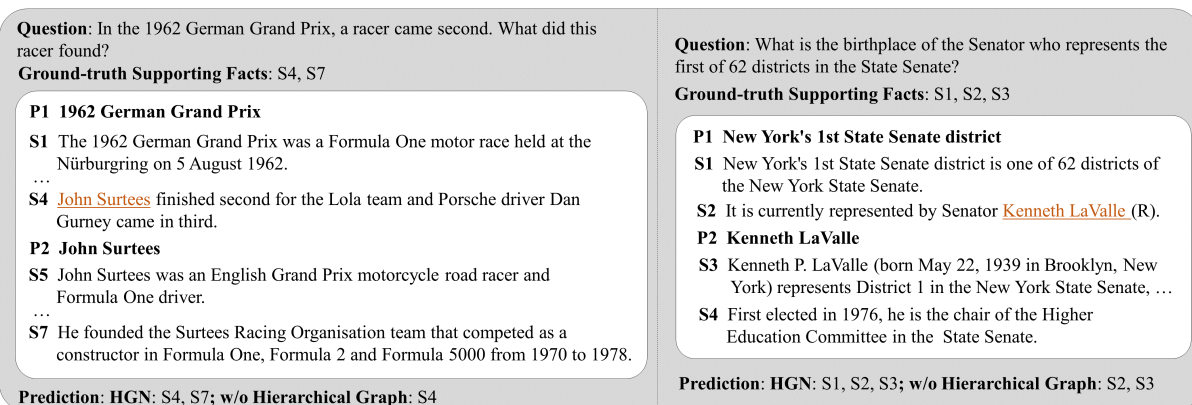 Question: In the 1962 German Grand Prix, a racer came second. What did this
racer found?
Ground-truth Supporting Facts: S4, S7
P1 1962 German Grand Prix
S1 The 1962 German Grand Prix was a Formula One motor race held at the
Nürburgring on 5 August 1962.
...
S4 John Surtees finished second for the Lola team and Porsche driver Dan
Gurney came in third.
P2 John Surtees
S5 John Surtees was an English Grand Prix motorcycle road racer and
Formula One driver.
...
S7 He founded the Surtees Racing Organisation team that competed as a
constructor in Formula One, Formula 2 and Formula 5000 from 1970 to 1978.
Prediction: HGN: S4, S7; w/o Hierarchical Graph: S4
Question: What is the birthplace of the Senator who represents the
first of 62 districts in the State Senate?
Ground-truth Supporting Facts: S1, S2, S3
P1 New York's 1st State Senate district
S1 New York's 1st State Senate district is one of 62 districts of
the New York State Senate.
S2 It is currently represented by Senator Kenneth LaValle (R).
P2 Kenneth LaValle
S3 Kenneth P. LaValle (born May 22, 1939 in Brooklyn, New
York) represents District 1 in the New York State Senate, ...
S4 First elected in 1976, he is the chair of the Higher
Education Committee in the State Senate.
Prediction: HGN: S1, S2, S3; w/o Hierarchical Graph: S2, S3